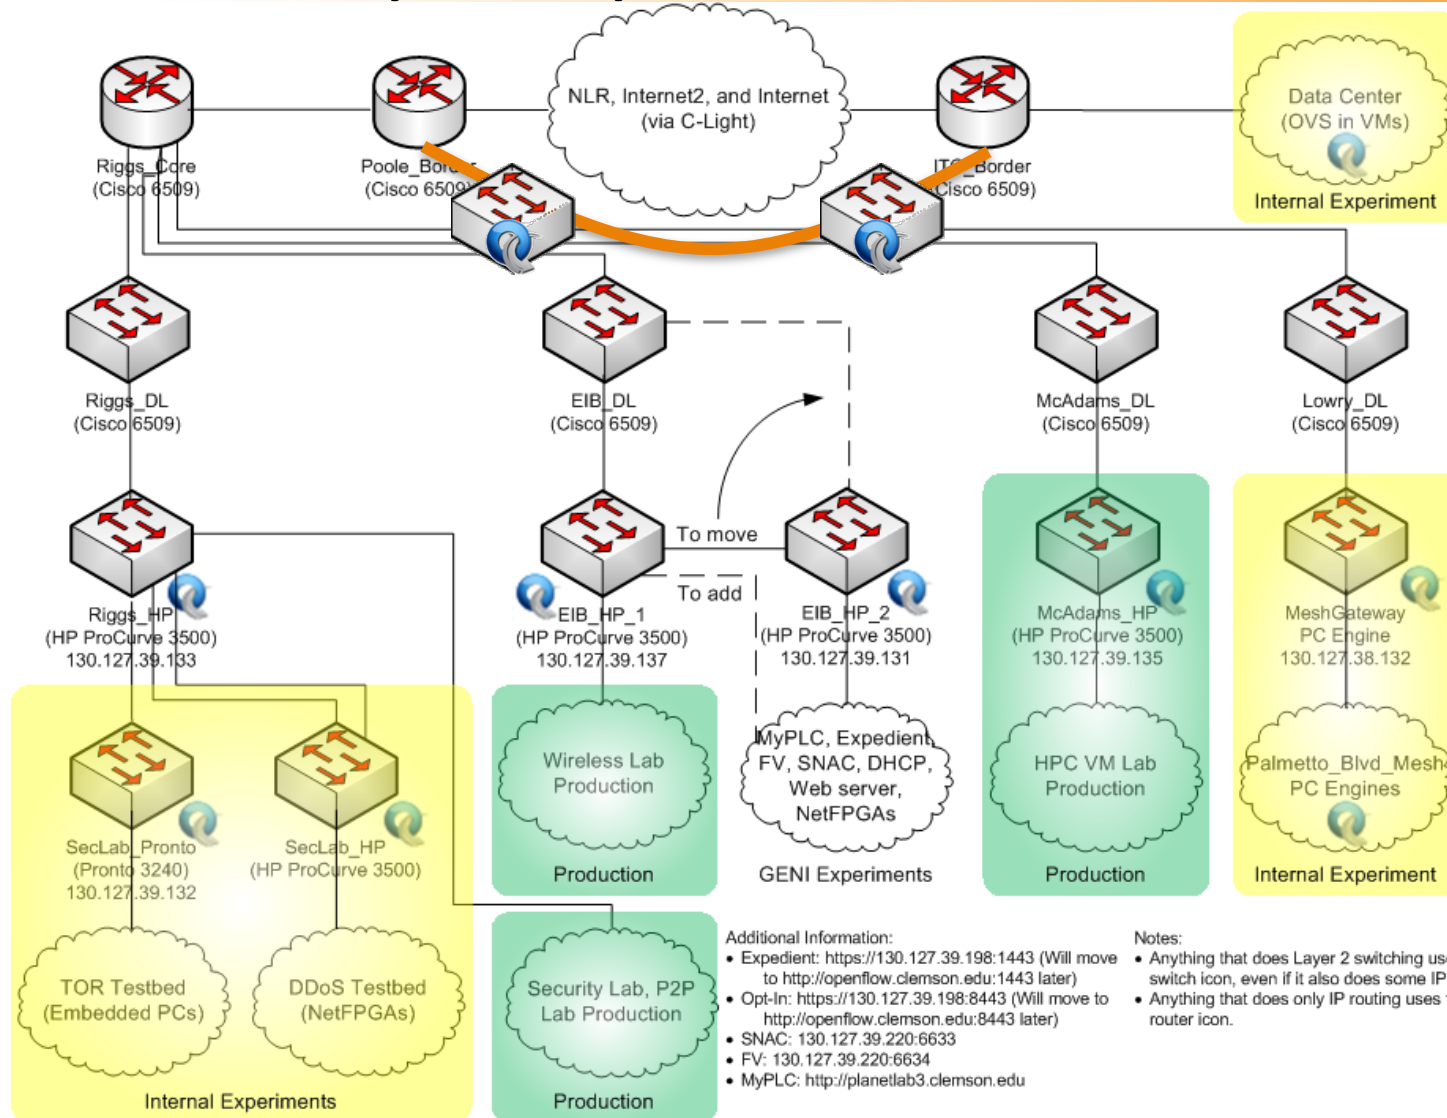 NLR, Internet2, and Internet
(via C-Light)
Data Center
(OVS in VMs)
Internal Experiment
Riggs_Core
(Cisco 6509)
Poole_Border
(Cisco 6509)
ITC_Border
(Cisco 6509)
Riggs_DL
(Cisco 6509)
EIB_DL
(Cisco 6509)
McAdams_DL
(Cisco 6509)
Lowry_DL
(Cisco 6509)
To move
To add
Riggs_HP
(HP ProCurve 3500)
130.127.39.133
EIB_HP_1
(HP ProCurve 3500)
130.127.39.137
EIB_HP_2
(HP ProCurve 3500)
130.127.39.131
McAdams_HP
(HP ProCurve 3500)
130.127.39.135
MeshGateway
PC Engine
130.127.38.132
SecLab_Pronto
(Pronto 3240)
130.127.39.132
SecLab_HP
(HP ProCurve 3500)
Wireless Lab
Production
Production
MyPLC, Expedient,
FV, SNAC, DHCP,
Web server,
NetFPGAs
GENI Experiments
HPC VM Lab
Production
Production
Palmetto_Blvd_Mesh
PC Engines
Internal Experiment
TOR Testbed
(Embedded PCs)
DDoS Testbed
(NetFPGAs)
Internal Experiments
Security Lab, P2P
Lab Production
Production
Additional Information:
• Expedient: https://130.127.39.198:1443 (Will move
to http://openflow.clemson.edu:1443 later)
• Opt-In: https://130.127.39.198:8443 (Will move to
http://openflow.clemson.edu:8443 later)
• SNAC: 130.127.39.220:6633
• FV: 130.127.39.220:6634
• MyPLC: http://planetlab3.clemson.edu
Notes:
• Anything that does Layer 2 switching use
switch icon, even if it also does some IP
• Anything that does only IP routing uses
router icon.